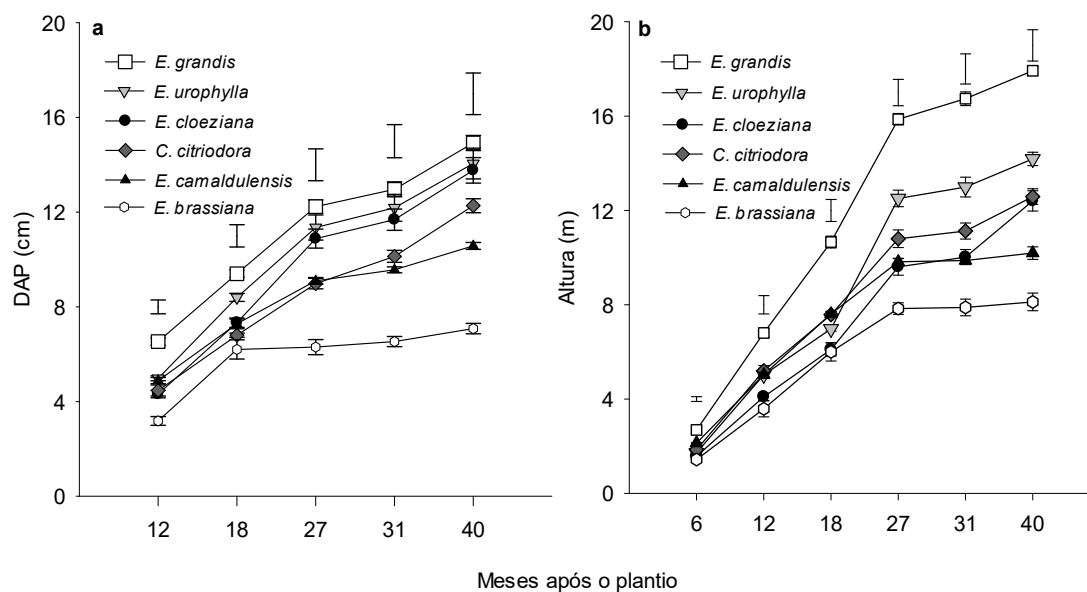 a
E. grandis
E. urophylla
E. cloeziana
C. citriodora
E. camaldulensis
E. brassiana
DAP (cm)
20
16
12
8
4
0
12 18 27 31 40
b
E. grandis
E. urophylla
E. cloeziana
C. citriodora
E. camaldulensis
E. brassiana
Altura (m)
20
16
12
8
4
0
6 12 18 27 31 40
Meses após o plantio